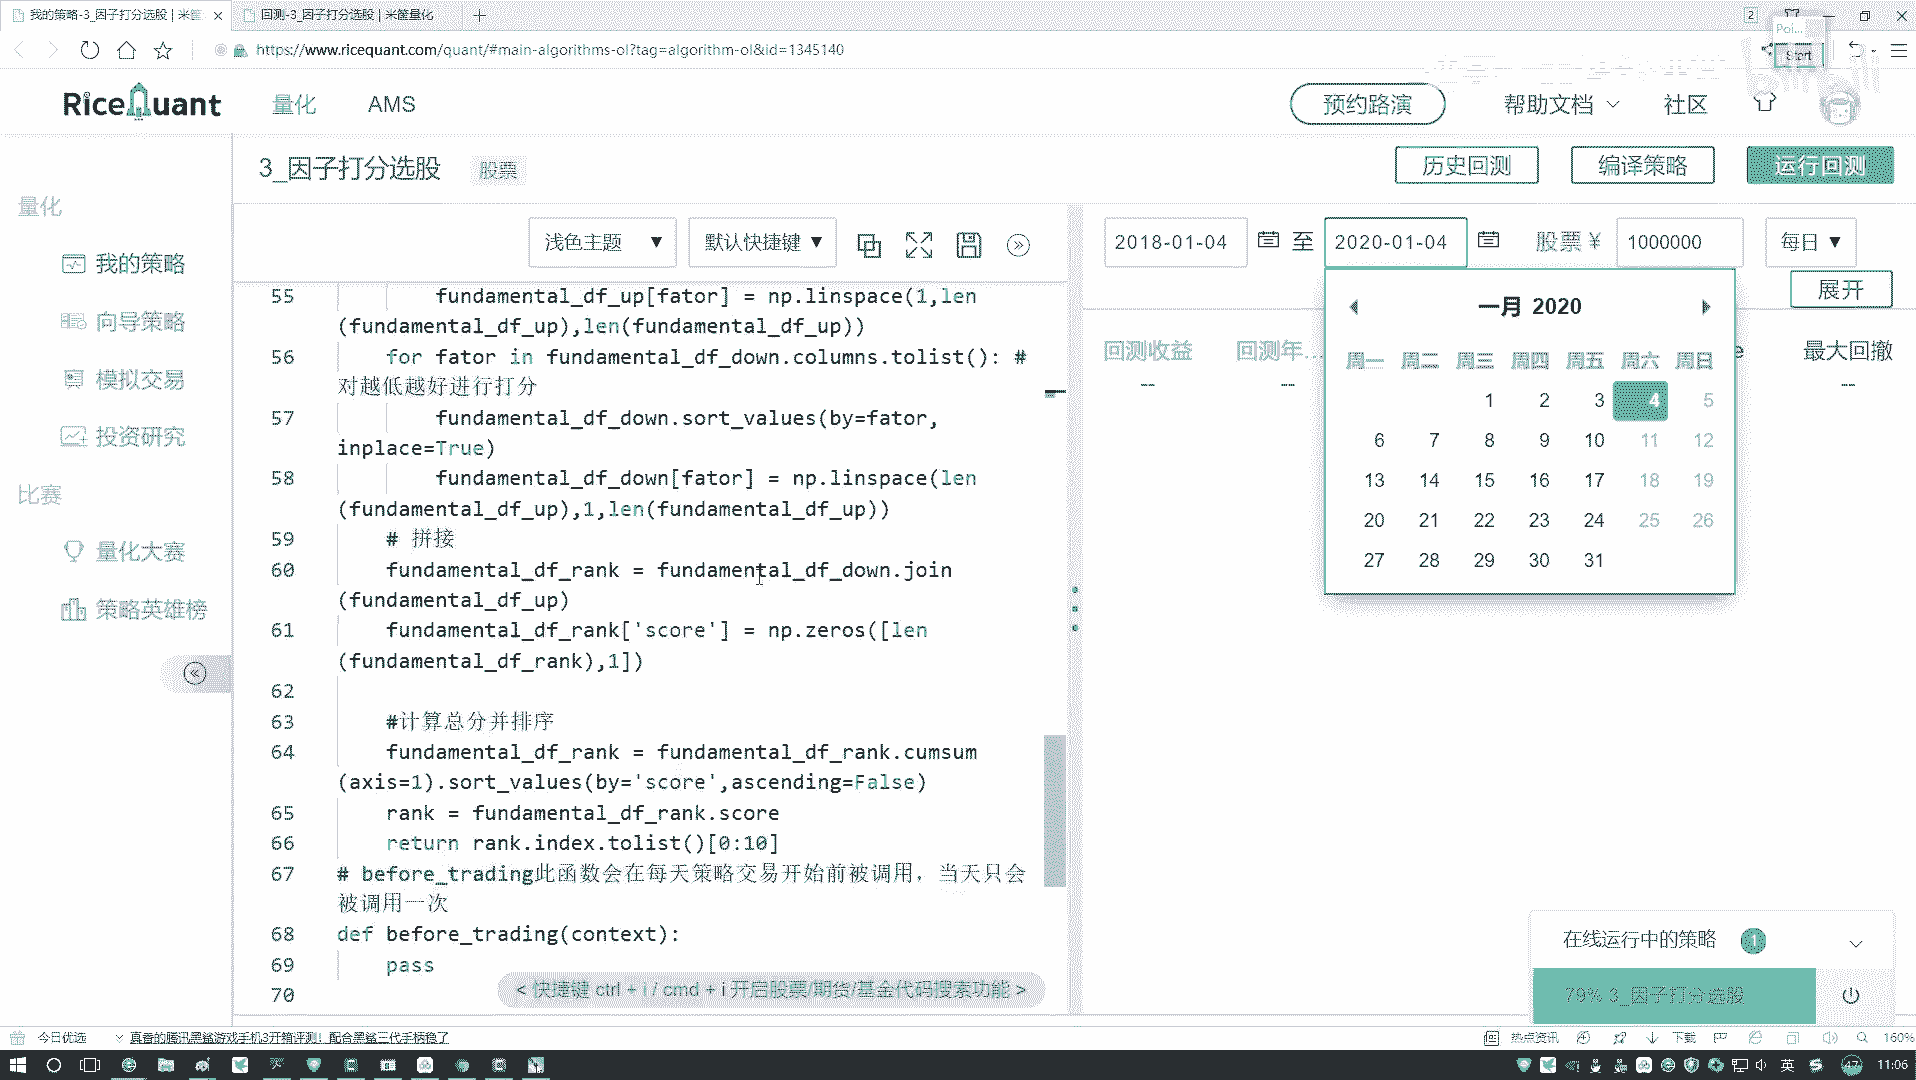 我的策略-3_因子打分选股 | 米筐
回测-3_因子打分选股 | 米筐量化
2
https://www.ricequant.com/quant/#main-algorithms-ol?tag=algorithm-ol&id=1345140
Start
RiceQuant
量化
AMS
预约路演
帮助文档
社区
3_因子打分选股
股票
历史回测
编译策略
运行回测
量化
我的策略
向导策略
模拟交易
投资研究
比赛
量化大赛
策略英雄榜
浅色主题 ▼
默认快捷键 ▼
2018-01-04
至
2020-01-04
股票 ¥
1000000
每日 ▼
展开
回测收益
回测年...
最大回撤
--
--
--
一月 2020
周一 周二 周三 周四 周五 周六 周日
1 2 3 4 5
6 7 8 9 10 11 12
13 14 15 16 17 18 19
20 21 22 23 24 25 26
27 28 29 30 31
55 fundamental_df_up[fator] = np.linspace(1,len
(fundamental_df_up),len(fundamental_df_up))
56 for fator in fundamental_df_down.columns.tolist(): #
对越低越好进行打分
57 fundamental_df_down.sort_values(by=fator,
inplace=True)
58 fundamental_df_down[fator] = np.linspace(len
(fundamental_df_up),1,len(fundamental_df_up))
59 # 拼接
60 fundamental_df_rank = fundamental_df_down.join
(fundamental_df_up)
61 fundamental_df_rank['score'] = np.zeros([len
(fundamental_df_rank),1])
62
63 #计算总分并排序
64 fundamental_df_rank = fundamental_df_rank.cumsum
(axis=1).sort_values(by='score',ascending=False)
65 rank = fundamental_df_rank.score
66 return rank.index.tolist()[0:10]
67 # before_trading此函数会在每天策略交易开始前被调用，当天只会
被调用一次
68 def before_trading(context):
69 pass
70
< 快捷键 ctrl + i / cmd + i 开启股票/期货/基金代码搜索功能 >
在线运行中的策略 1
79% 3_因子打分选股
今日优选
真香的腾讯黑鲨游戏手机3开箱评测！配合黑鲨三代手柄稳了
热点资讯
下载
160%
英
47
11:06